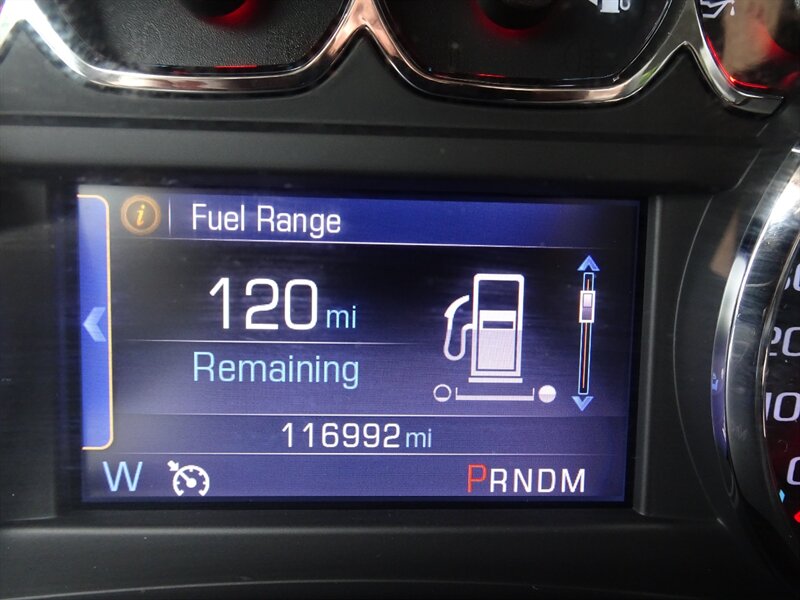 i Fuel Range
120 mi
Remaining
116992 mi
W PRNDM